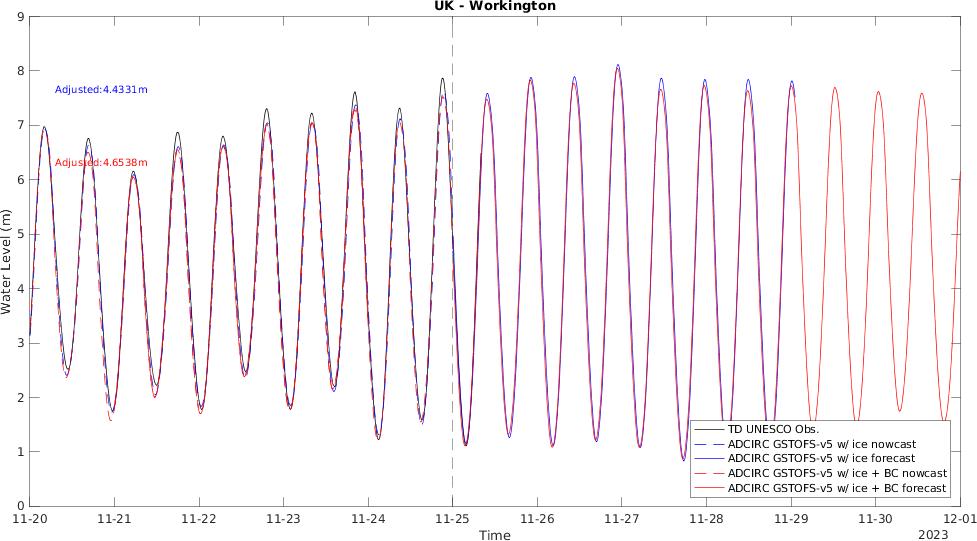 UK - Workington
9
8
7
6
5
4
3
2
1
0
Water Level (m)
Adjusted:4.4331m
Adjusted:4.6538m
TD UNESCO Obs.
ADCIRC GSTOFS-v5 w/ ice nowcast
ADCIRC GSTOFS-v5 w/ ice forecast
ADCIRC GSTOFS-v5 w/ ice + BC nowcast
ADCIRC GSTOFS-v5 w/ ice + BC forecast
11-20 11-21 11-22 11-23 11-24 11-25 11-26 11-27 11-28 11-29 11-30 12-01
Time
2023